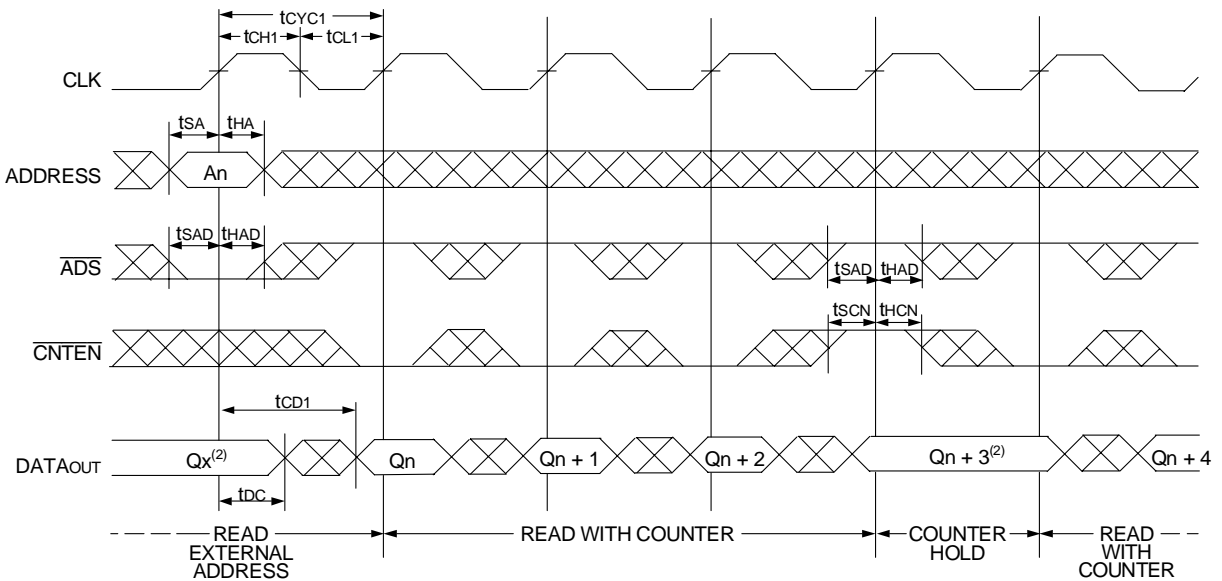 tCYC1
tCH1 tCL1
CLK
tSA tHA
ADDRESS An
tSAD tHAD
ADS
tSAD tHAD
tSCN tHCN
CNTEN
tCD1
DATAOUT Qx(2) Qn Qn + 1 Qn + 2 Qn + 3(2) Qn + 4
tDC
READ EXTERNAL ADDRESS
READ WITH COUNTER
COUNTER HOLD
READ WITH COUNTER